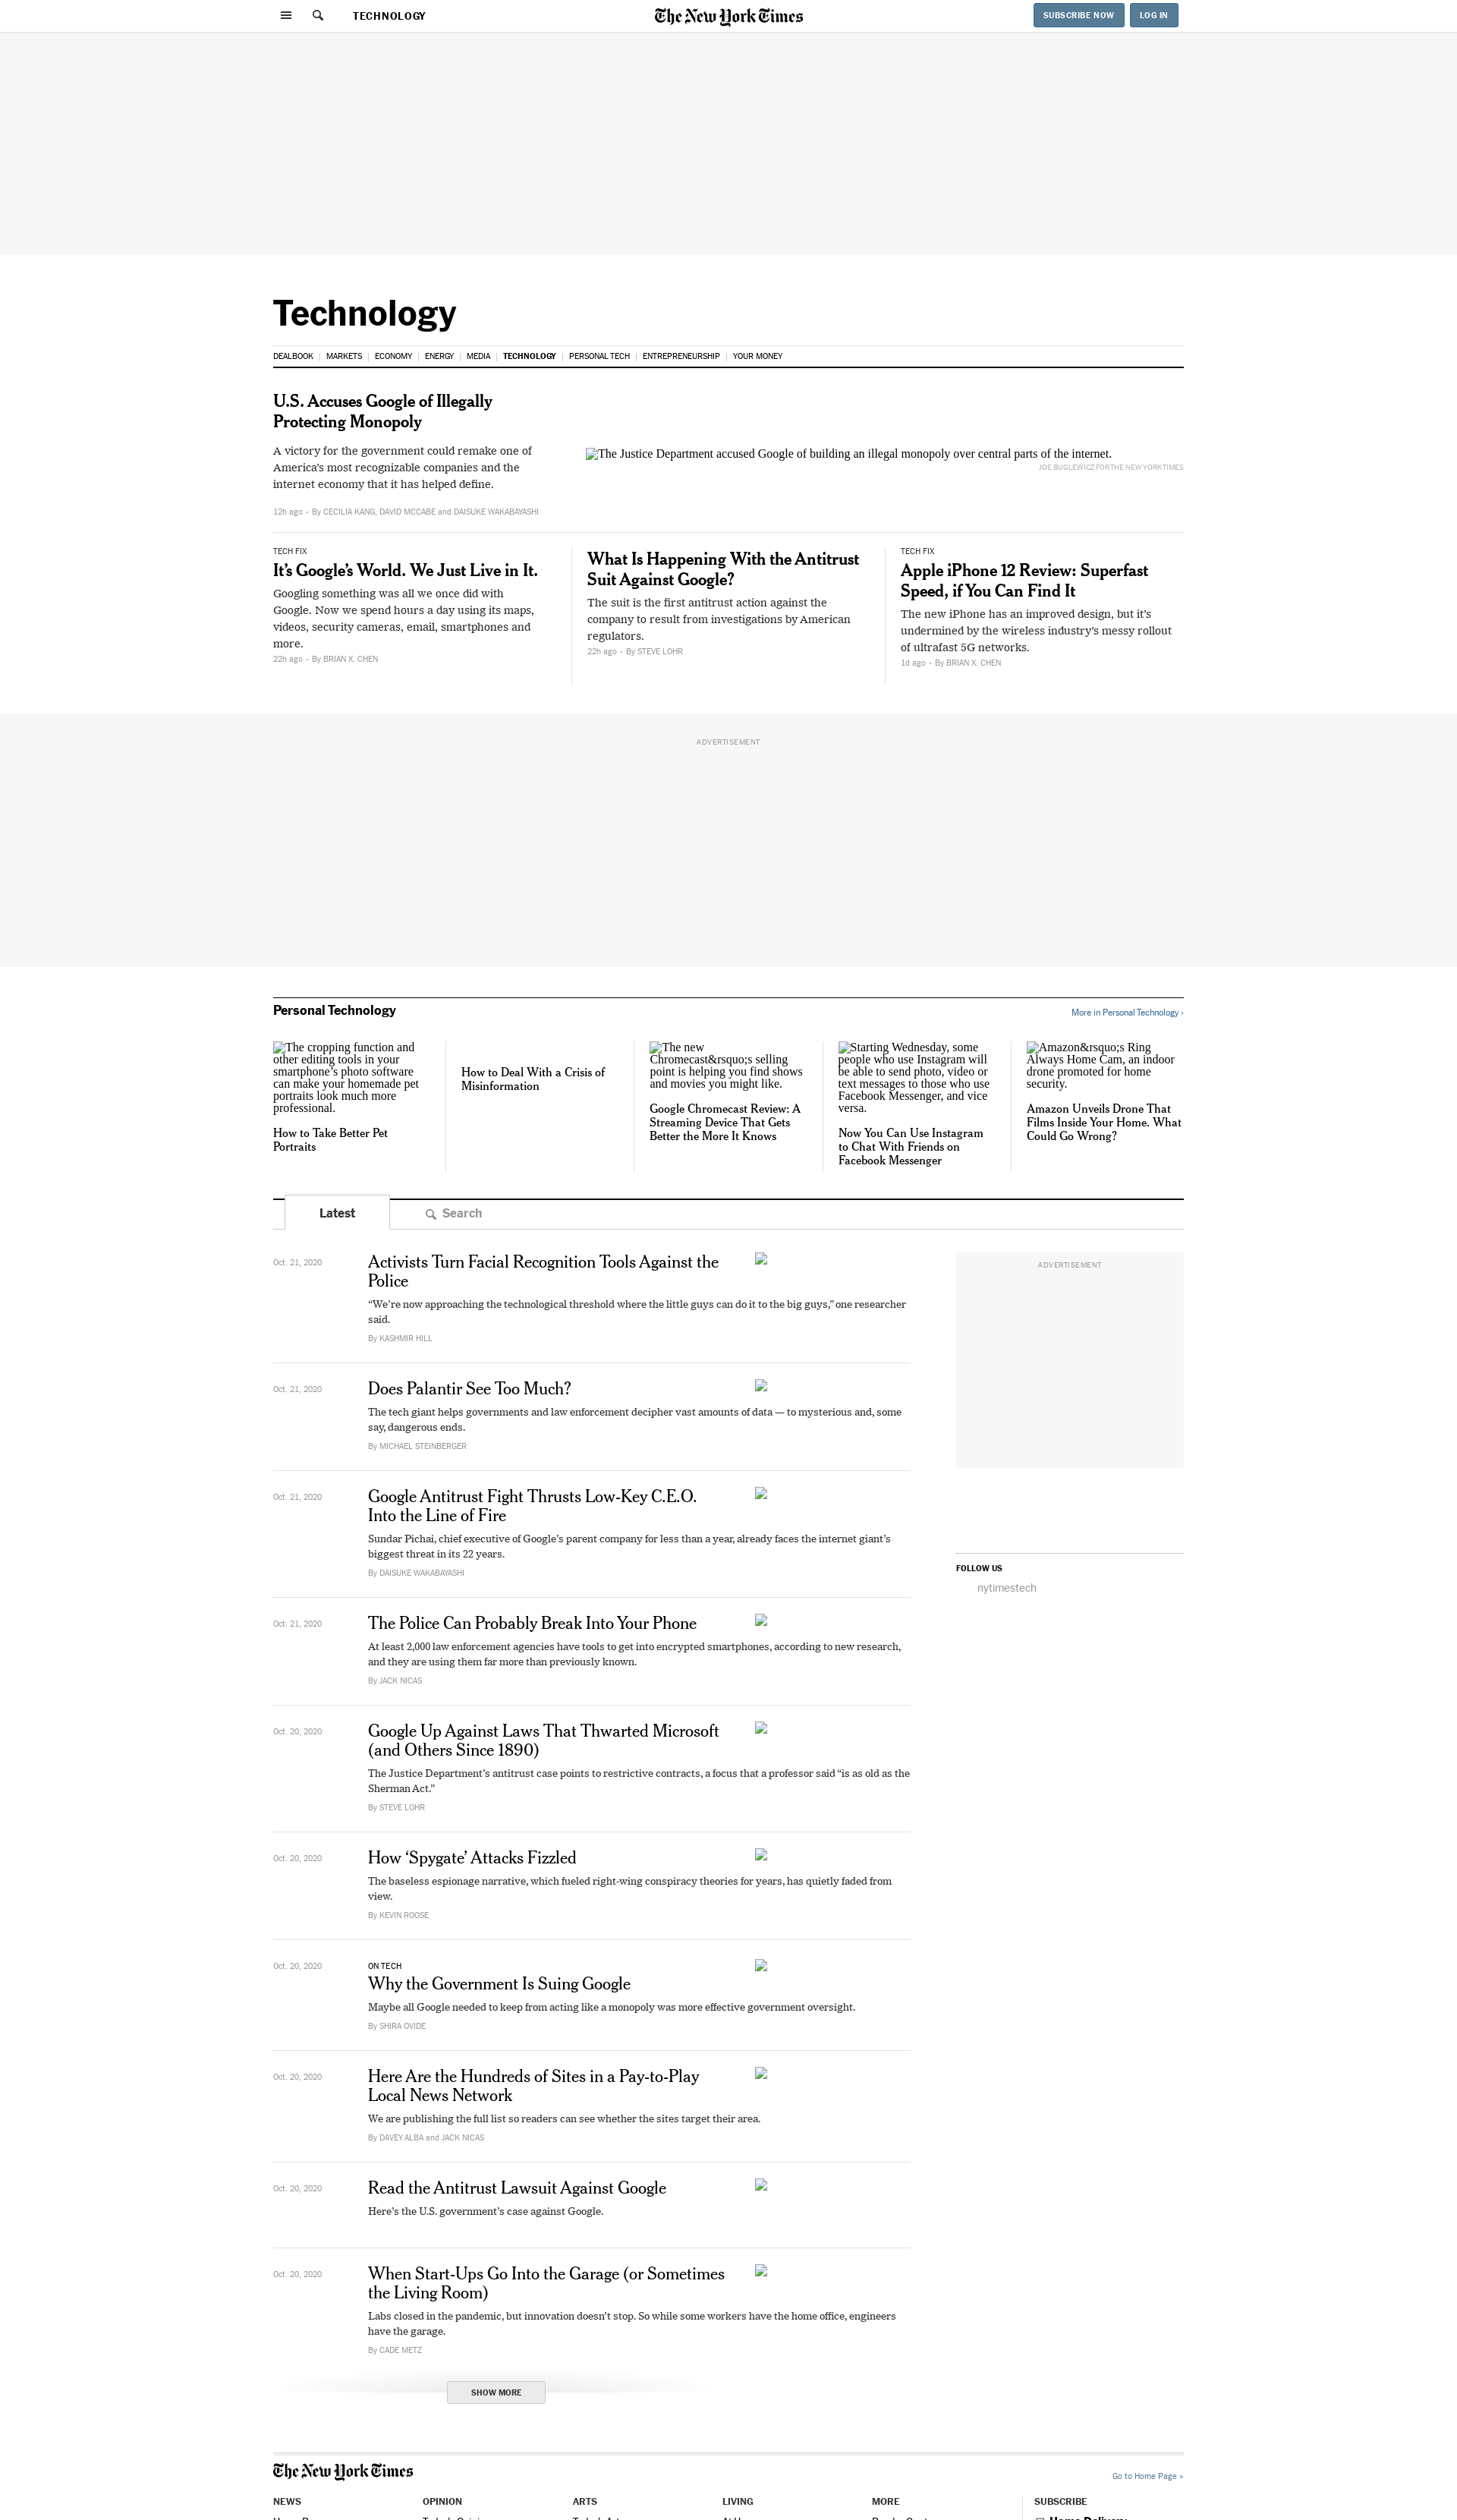 TECHNOLOGY
The New York Times
SUBSCRIBE NOW
LOG IN
Technology
DEALBOOK
MARKETS
ECONOMY
ENERGY
MEDIA
TECHNOLOGY
PERSONAL TECH
ENTREPRENEURSHIP
YOUR MONEY
U.S. Accuses Google of Illegally
Protecting Monopoly
A victory for the government could remake one of
America’s most recognizable companies and the
internet economy that it has helped define.
12h ago • By CECILIA KANG, DAVID MCCABE and DAISUKE WAKABAYASHI
The Justice Department accused Google of building an illegal monopoly over central parts of the internet.
JOE BUGLEWICZ FOR THE NEW YORK TIMES
TECH FIX
It’s Google’s World. We Just Live in It.
Googling something was all we once did with
Google. Now we spend hours a day using its maps,
videos, security cameras, email, smartphones and
more.
22h ago • By BRIAN X. CHEN
What Is Happening With the Antitrust
Suit Against Google?
The suit is the first antitrust action against the
company to result from investigations by American
regulators.
22h ago • By STEVE LOHR
TECH FIX
Apple iPhone 12 Review: Superfast
Speed, if You Can Find It
The new iPhone has an improved design, but it’s
undermined by the wireless industry’s messy rollout
of ultrafast 5G networks.
1d ago • By BRIAN X. CHEN
ADVERTISEMENT
Personal Technology
More in Personal Technology ›
The cropping function and
other editing tools in your
smartphone’s photo software
can make your homemade pet
portraits look much more
professional.
How to Take Better Pet
Portraits
How to Deal With a Crisis of
Misinformation
The new
Chromecast&rsquo;s selling
point is helping you find shows
and movies you might like.
Google Chromecast Review: A
Streaming Device That Gets
Better the More It Knows
Starting Wednesday, some
people who use Instagram will
be able to send photo, video or
text messages to those who use
Facebook Messenger, and vice
versa.
Now You Can Use Instagram
to Chat With Friends on
Facebook Messenger
Amazon&rsquo;s Ring
Always Home Cam, an indoor
drone promoted for home
security.
Amazon Unveils Drone That
Films Inside Your Home. What
Could Go Wrong?
Latest
Search
Oct. 21, 2020
Activists Turn Facial Recognition Tools Against the
Police
“We’re now approaching the technological threshold where the little guys can do it to the big guys,” one researcher
said.
By KASHMIR HILL
ADVERTISEMENT
Oct. 21, 2020
Does Palantir See Too Much?
The tech giant helps governments and law enforcement decipher vast amounts of data — to mysterious and, some
say, dangerous ends.
By MICHAEL STEINBERGER
Oct. 21, 2020
Google Antitrust Fight Thrusts Low-Key C.E.O.
Into the Line of Fire
Sundar Pichai, chief executive of Google’s parent company for less than a year, already faces the internet giant’s
biggest threat in its 22 years.
By DAISUKE WAKABAYASHI
FOLLOW US
nytimestech
Oct. 21, 2020
The Police Can Probably Break Into Your Phone
At least 2,000 law enforcement agencies have tools to get into encrypted smartphones, according to new research,
and they are using them far more than previously known.
By JACK NICAS
Oct. 20, 2020
Google Up Against Laws That Thwarted Microsoft
(and Others Since 1890)
The Justice Department’s antitrust case points to restrictive contracts, a focus that a professor said “is as old as the
Sherman Act.”
By STEVE LOHR
Oct. 20, 2020
How ‘Spygate’ Attacks Fizzled
The baseless espionage narrative, which fueled right-wing conspiracy theories for years, has quietly faded from
view.
By KEVIN ROOSE
Oct. 20, 2020
ON TECH
Why the Government Is Suing Google
Maybe all Google needed to keep from acting like a monopoly was more effective government oversight.
By SHIRA OVIDE
Oct. 20, 2020
Here Are the Hundreds of Sites in a Pay-to-Play
Local News Network
We are publishing the full list so readers can see whether the sites target their area.
By DAVEY ALBA and JACK NICAS
Oct. 20, 2020
Read the Antitrust Lawsuit Against Google
Here’s the U.S. government’s case against Google.
Oct. 20, 2020
When Start-Ups Go Into the Garage (or Sometimes
the Living Room)
Labs closed in the pandemic, but innovation doesn’t stop. So while some workers have the home office, engineers
have the garage.
By CADE METZ
SHOW MORE
The New York Times
Go to Home Page »
NEWS
OPINION
ARTS
LIVING
MORE
SUBSCRIBE